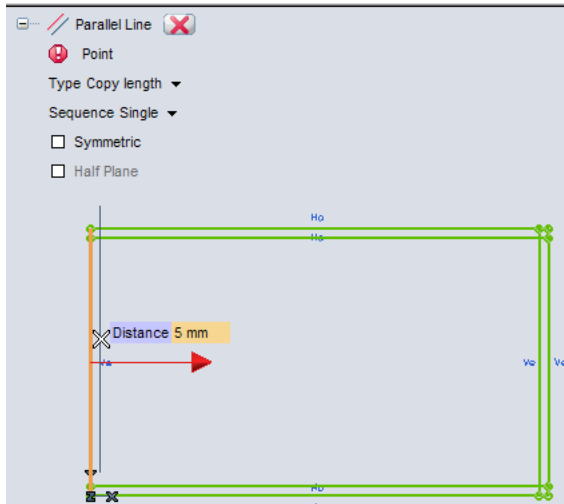 Parallel Line
Point
Type Copy length
Sequence Single
Symmetric
Half Plane
Ho
Ho
Distance 5 mm
Ve
Ve
Ve
Z X
Ho